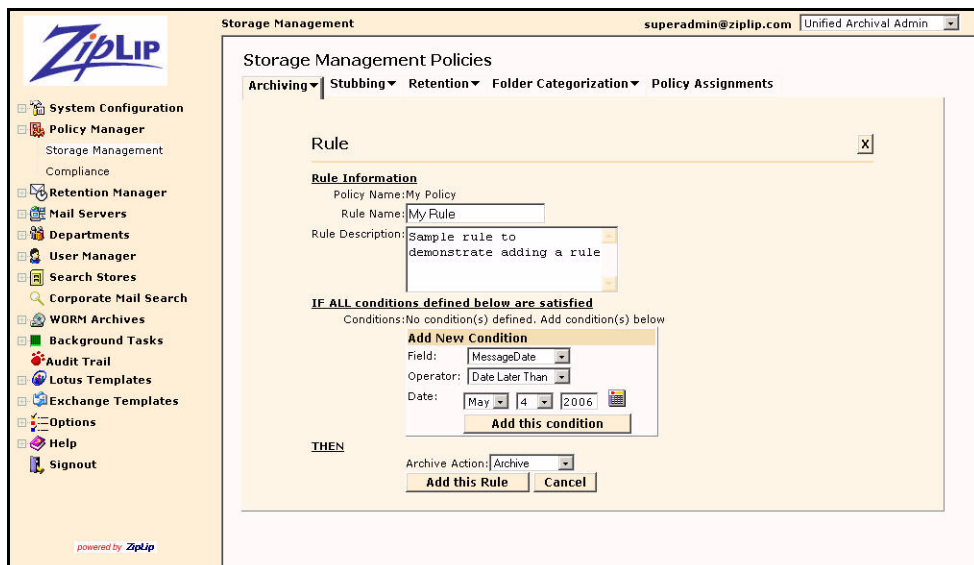 ZipLip
Storage Management
superadmin@ziplip.com
Unified Archival Admin
Storage Management Policies
Archiving Stubbing Retention Folder Categorization Policy Assignments
System Configuration
Policy Manager
Storage Management
Compliance
Retention Manager
Mail Servers
Departments
User Manager
Search Stores
Corporate Mail Search
WORM Archives
Background Tasks
Audit Trail
Lotus Templates
Exchange Templates
Options
Help
Signout
powered by ZipLip
Rule
X
Rule Information
Policy Name:My Policy
Rule Name: My Rule
Rule Description: Sample rule to
demonstrate adding a rule
IF ALL conditions defined below are satisfied
Conditions:No condition(s) defined. Add condition(s) below
Add New Condition
Field: MessageDate
Operator: Date Later Than
Date: May 4 2006
Add this condition
THEN
Archive Action: Archive
Add this Rule Cancel